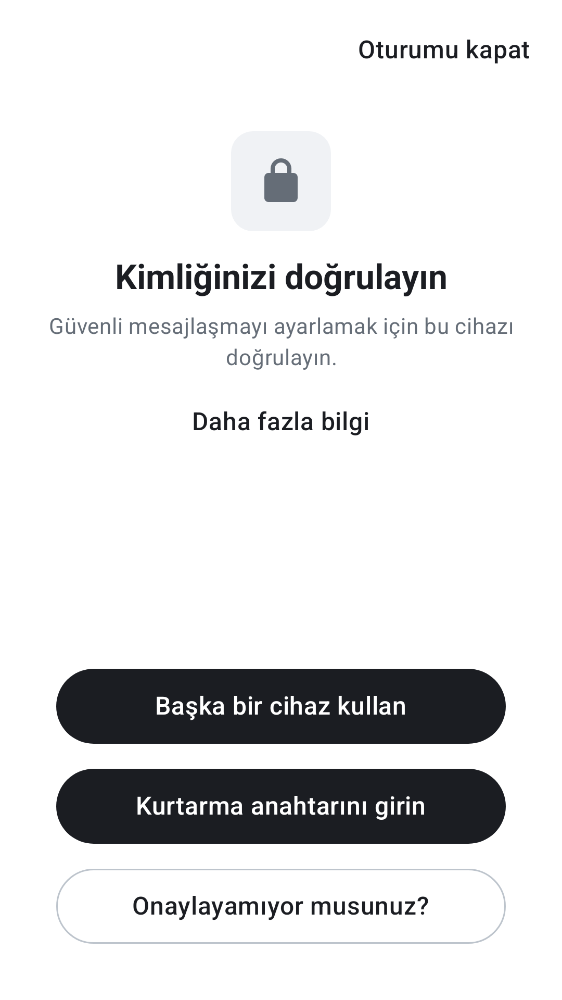 Oturumu kapat
Kimliğinizi doğrulayın
Güvenli mesajlaşmayı ayarlamak için bu cihazı
doğrulayın.
Daha fazla bilgi
Başka bir cihaz kullan
Kurtarma anahtarını girin
Onaylayamıyor musunuz?